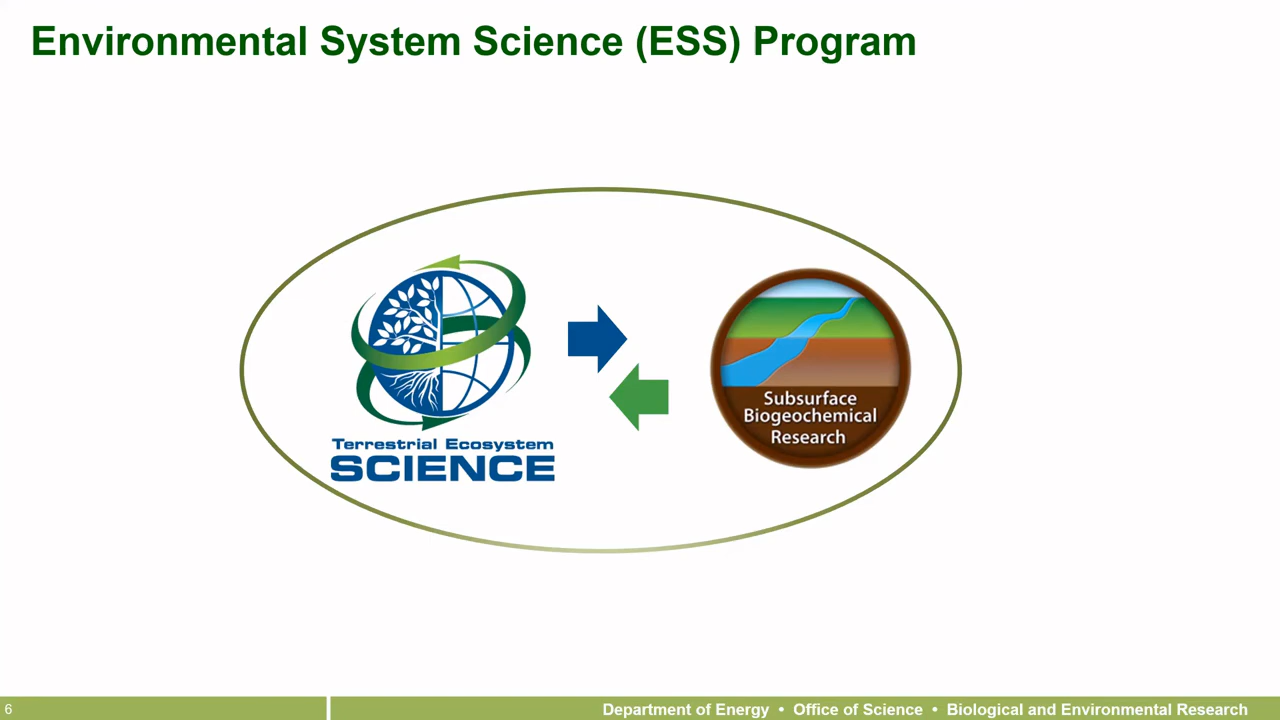 Environmental System Science (ESS) Program
Terrestrial Ecosystem
SCIENCE
Subsurface
Biogeochemical
Research
6
Department of Energy • Office of Science • Biological and Environmental Research